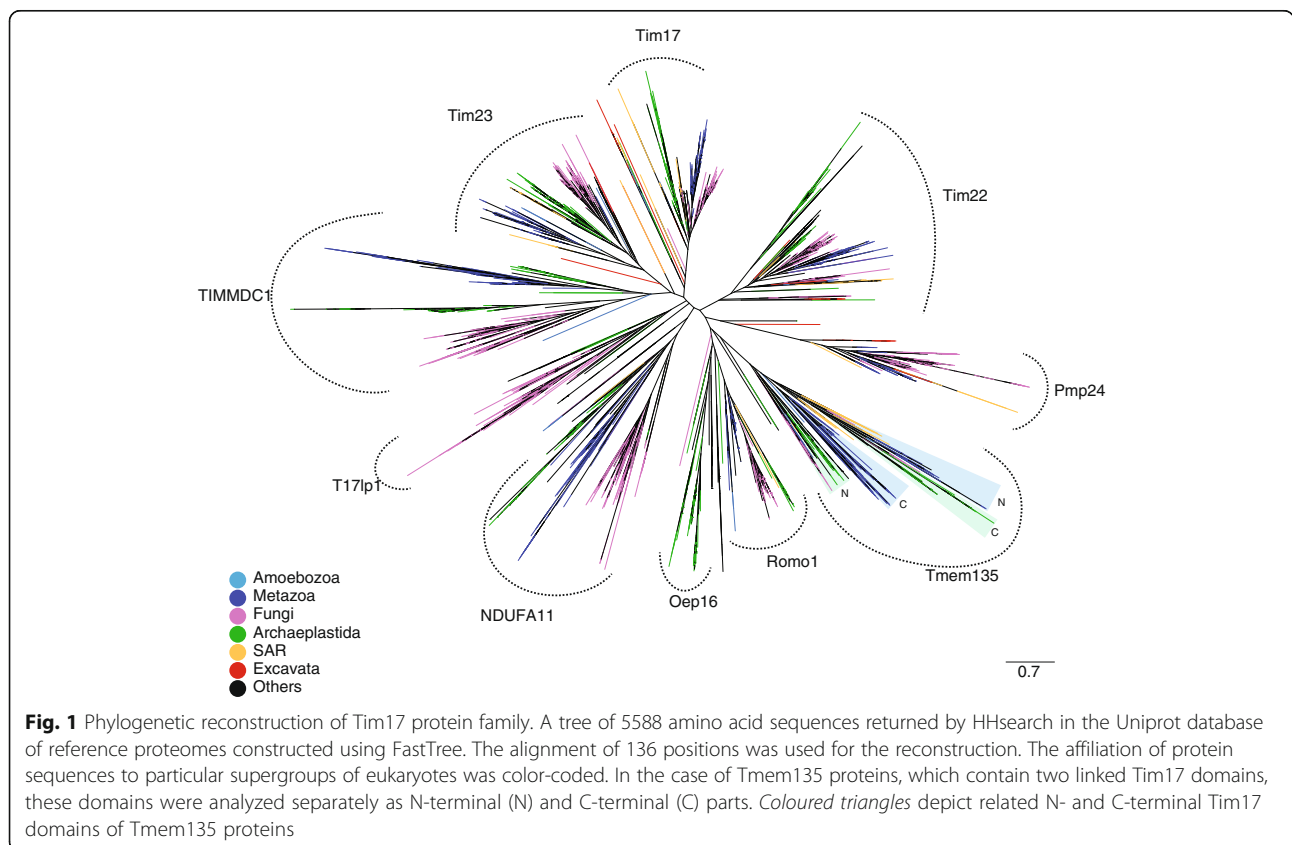 Tim17
Tim23
Tim22
TIMMDC1
Pmp24
T17lp1
N
C
N
C
Tmem135
Romo1
Oep16
NDUFA11
Amoebozoa
Metazoa
Fungi
Archaeplastida
SAR
Excavata
Others
0.7
Fig. 1 Phylogenetic reconstruction of Tim17 protein family. A tree of 5588 amino acid sequences returned by HHsearch in the Uniprot database
of reference proteomes constructed using FastTree. The alignment of 136 positions was used for the reconstruction. The affiliation of protein
sequences to particular supergroups of eukaryotes was color-coded. In the case of Tmem135 proteins, which contain two linked Tim17 domains,
these domains were analyzed separately as N-terminal (N) and C-terminal (C) parts. Coloured triangles depict related N- and C-terminal Tim17
domains of Tmem135 proteins